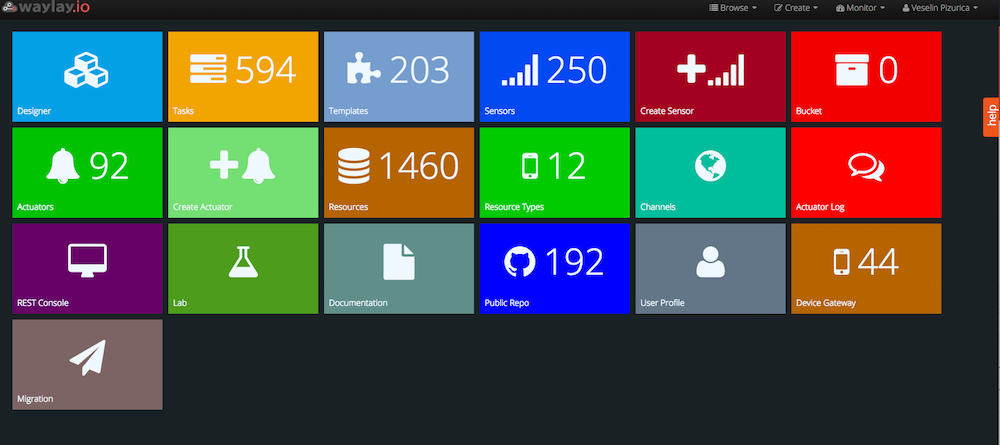 waylay.io Browse Create Monitor Veselin Pizurica
594 203 250 0
Designer Tasks Templates Sensors Create Sensor Bucket
help
92 1460 12
Actuators Create Actuator Resources Resource Types Channels Actuator Log
192 44
REST Console Lab Documentation Public Repo User Profile Device Gateway
Migration